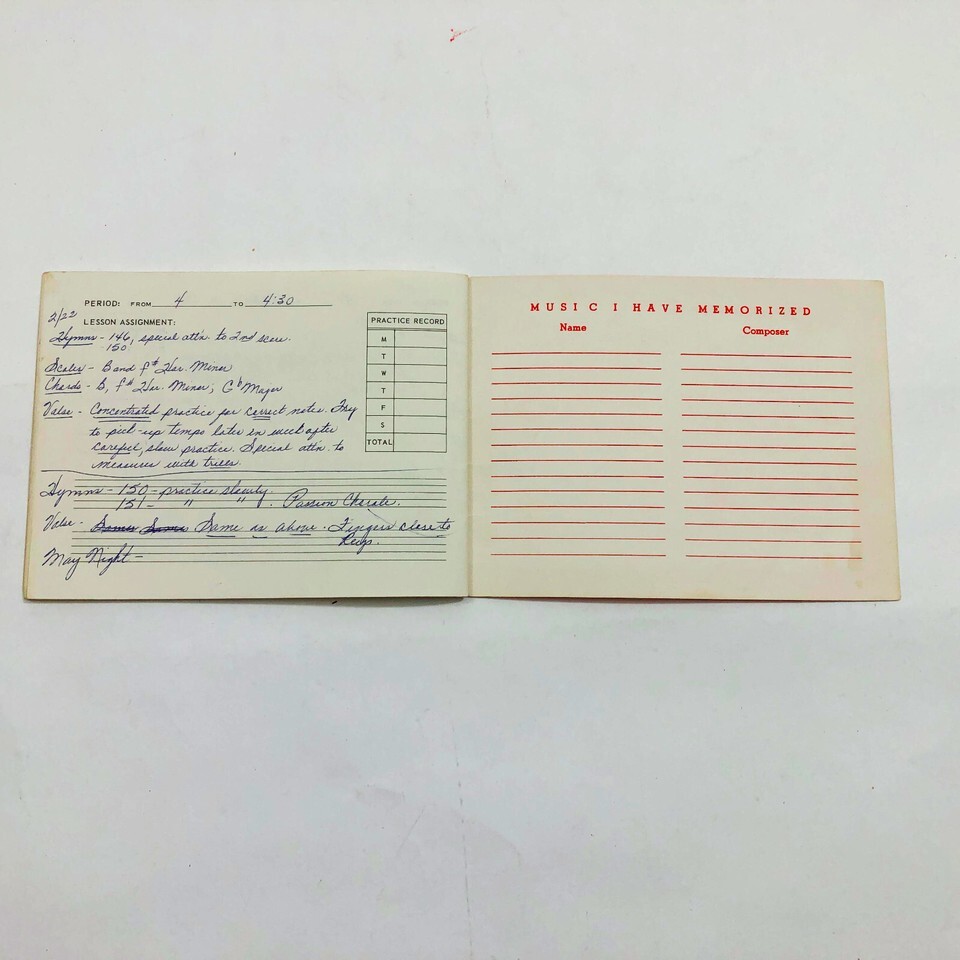 PERIOD: FROM 4 TO 4:30
2/22
LESSON ASSIGNMENT:
Hymns - 146, special attn. to 2nd score.
150.
Scales - B and f# Har. Minor
Chords - B, f# Har. Minor; G♭ Major
Valse - Concentrated practice for correct notes. Try
to pick-up tempo later in week after
careful, slow practice. Special attn. to
measures with trills.
PRACTICE RECORD
M
T
W
T
F
S
TOTAL
Hymns - 150 - practice slowly.
151 - " " . Passion Chorale.
Valse - Same as above. Fingers close to
keys.
May Night -
MUSIC I HAVE MEMORIZED
Name
Composer